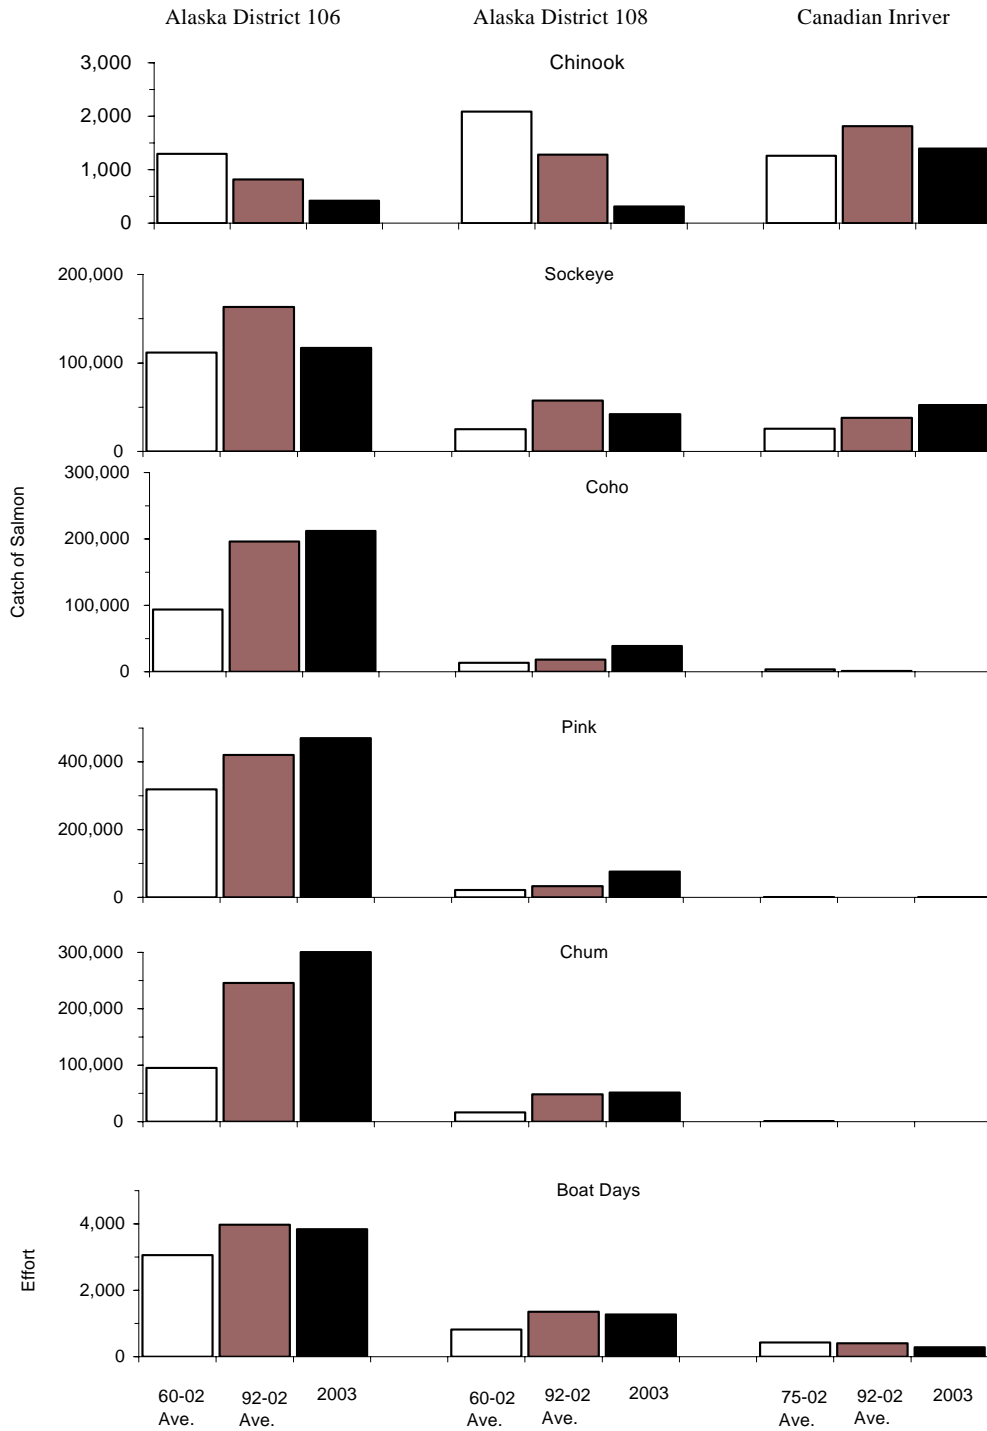 Alaska District 106 Alaska District 108 Canadian Inriver
Chinook
3,000
2,000
1,000
0
Sockeye
200,000
100,000
0
Catch of Salmon
Coho
300,000
200,000
100,000
0
Pink
400,000
200,000
0
Chum
300,000
200,000
100,000
0
Boat Days
Effort
4,000
2,000
0
60-02 92-02 2003 60-02 92-02 2003 75-02 92-02 2003
Ave. Ave. Ave. Ave. Ave. Ave.